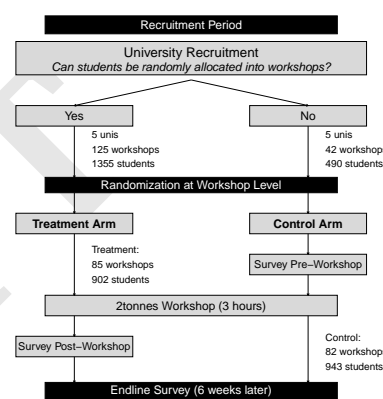 Recruitment Period
University Recruitment
Can students be randomly allocated into workshops?
Yes
No
5 unis
125 workshops
1355 students
5 unis
42 workshops
490 students
Randomization at Workshop Level
Treatment Arm
Control Arm
Treatment:
85 workshops
902 students
Survey Pre−Workshop
2tonnes Workshop (3 hours)
Survey Post−Workshop
Control:
82 workshops
943 students
Endline Survey (6 weeks later)